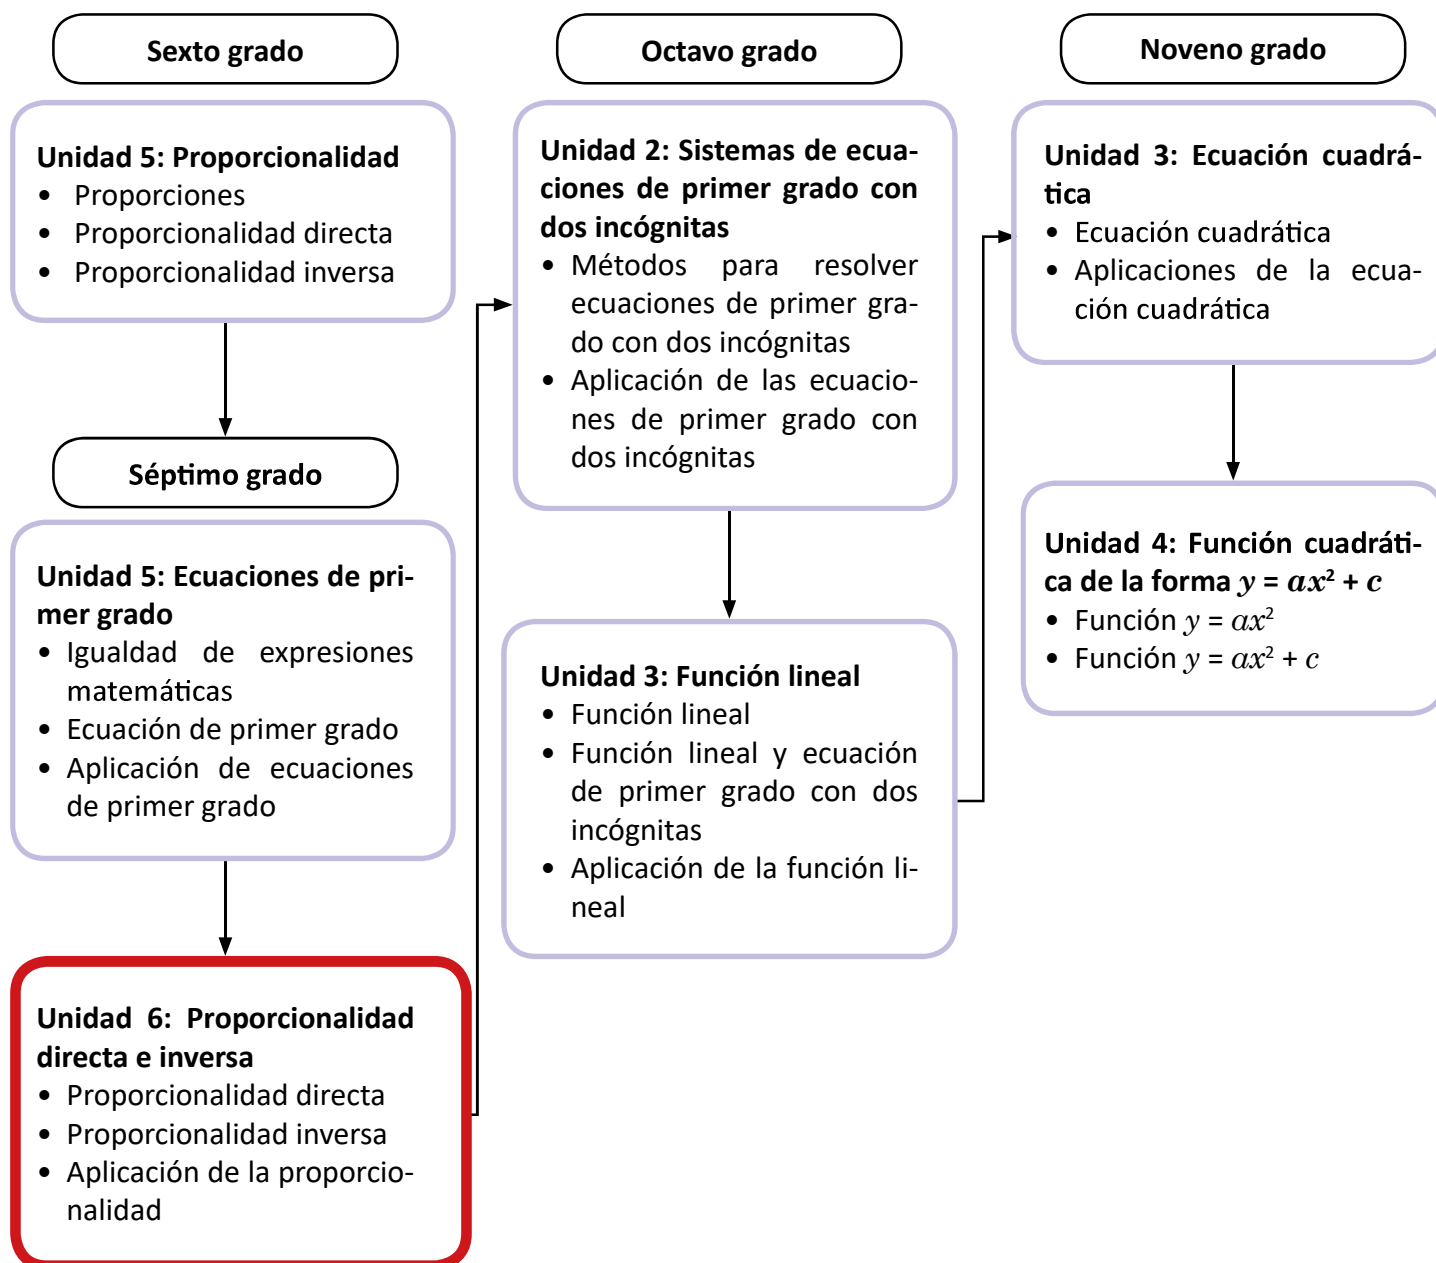 Sexto grado
Unidad 5: Proporcionalidad
• Proporciones
• Proporcionalidad directa
• Proporcionalidad inversa
Séptimo grado
Unidad 5: Ecuaciones de pri-
mer grado
• Igualdad de expresiones
matemáticas
• Ecuación de primer grado
• Aplicación de ecuaciones
de primer grado
Unidad 6: Proporcionalidad
directa e inversa
• Proporcionalidad directa
• Proporcionalidad inversa
• Aplicación de la proporcio-
nalidad
Octavo grado
Unidad 2: Sistemas de ecua-
ciones de primer grado con
dos incógnitas
• Métodos para resolver
ecuaciones de primer gra-
do con dos incógnitas
• Aplicación de las ecuacio-
nes de primer grado con
dos incógnitas
Unidad 3: Función lineal
• Función lineal
• Función lineal y ecuación
de primer grado con dos
incógnitas
• Aplicación de la función li-
neal
Noveno grado
Unidad 3: Ecuación cuadrá-
tica
• Ecuación cuadrática
• Aplicaciones de la ecua-
ción cuadrática
Unidad 4: Función cuadráti-
ca de la forma y = ax² + c
• Función y = ax²
• Función y = ax² + c